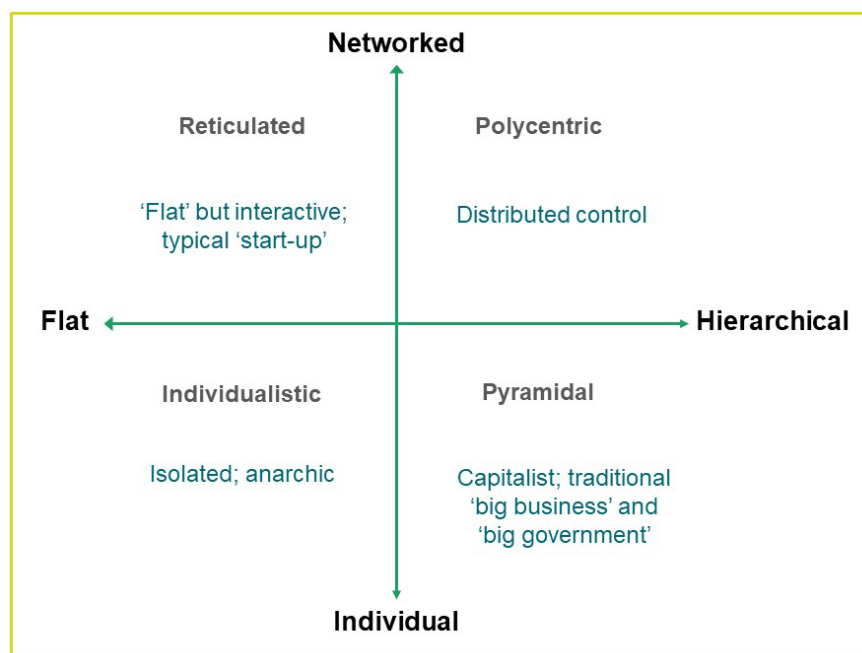 Networked
Reticulated
Polycentric
‘Flat’ but interactive;
typical ‘start-up’
Distributed control
Flat
Hierarchical
Individualistic
Pyramidal
Isolated; anarchic
Capitalist; traditional
‘big business’ and
‘big government’
Individual